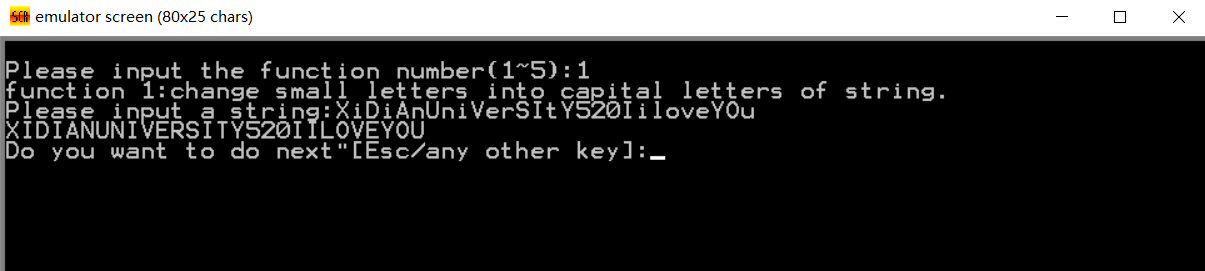 SCR emulator screen (80x25 chars)
Please input the function number(1~5):1
function 1:change small letters into capital letters of string.
Please input a string:XiDiAnUniVerSItY520IiloveYOu
XIDIANUNIVERSITY520IILOVEYOU
Do you want to do next"[Esc/any other key]: